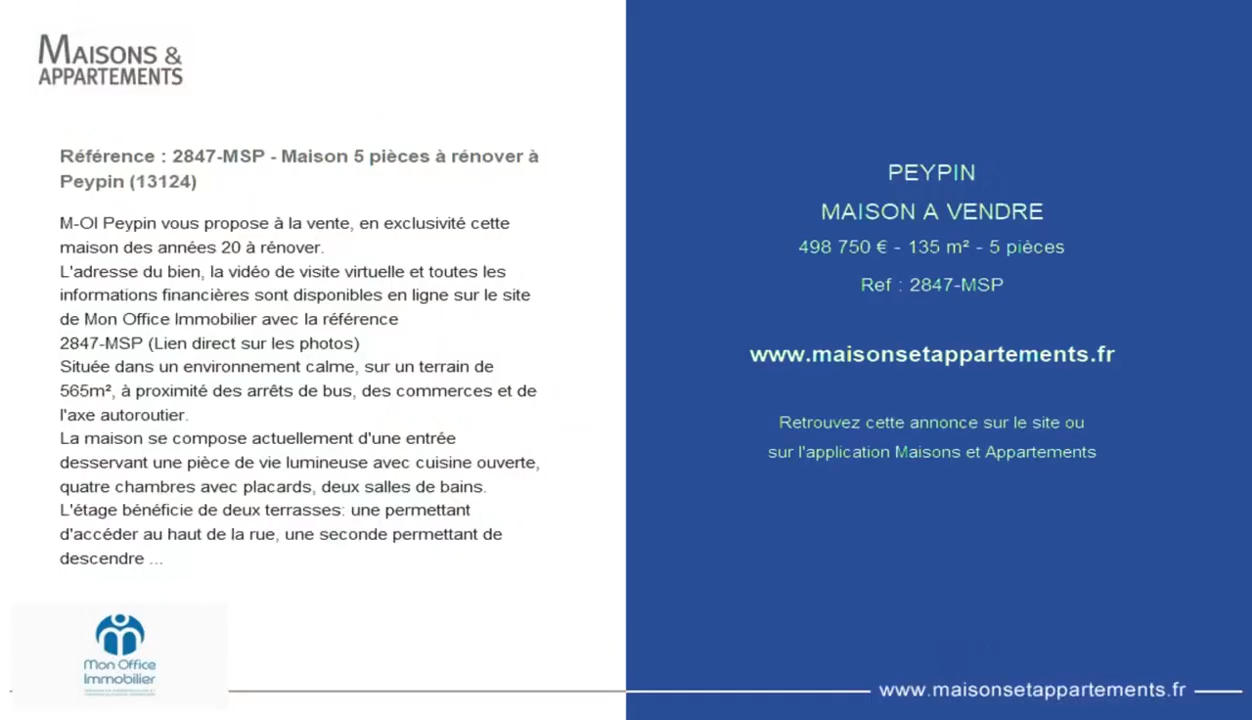 MAISONS &
APPARTEMENTS
Référence : 2847-MSP - Maison 5 pièces à rénover à
Peypin (13124)
M-OI Peypin vous propose à la vente, en exclusivité cette
maison des années 20 à rénover.
L'adresse du bien, la vidéo de visite virtuelle et toutes les
informations financières sont disponibles en ligne sur le site
de Mon Office Immobilier avec la référence
2847-MSP (Lien direct sur les photos)
Située dans un environnement calme, sur un terrain de
565m², à proximité des arrêts de bus, des commerces et de
l'axe autoroutier.
La maison se compose actuellement d'une entrée
desservant une pièce de vie lumineuse avec cuisine ouverte,
quatre chambres avec placards, deux salles de bains.
L'étage bénéficie de deux terrasses: une permettant
d'accéder au haut de la rue, une seconde permettant de
descendre ...
Mon Office
Immobilier
PEYPIN
MAISON A VENDRE
498 750 € - 135 m² - 5 pièces
Ref : 2847-MSP
www.maisonsetappartements.fr
Retrouvez cette annonce sur le site ou
sur l'application Maisons et Appartements
www.maisonsetappartements.fr